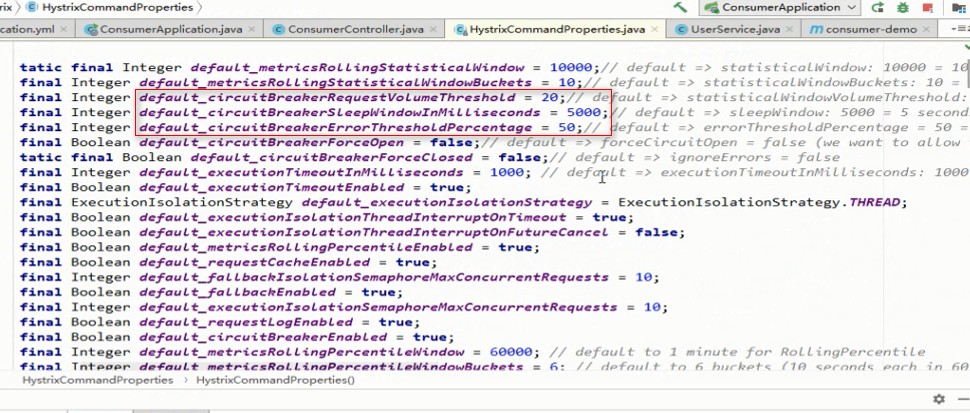 rix › HystrixCommandProperties › ConsumerApplication
cation.yml × ConsumerApplication.java × ConsumerController.java × HystrixCommandProperties.java × UserService.java × consumer-demo ×
tatic final Integer default_metricsRollingStatisticalWindow = 10000;// default => statisticalWindow: 10000 = 10
final Integer default_metricsRollingStatisticalWindowBuckets = 10;// default => statisticalWindowBuckets: 10 =
final Integer default_circuitBreakerRequestVolumeThreshold = 20;// default => statisticalWindowVolumeThreshold:
final Integer default_circuitBreakerSleepWindowInMilliseconds = 5000;// default => sleepWindow: 5000 = 5 second
final Integer default_circuitBreakerErrorThresholdPercentage = 50;// default => errorThresholdPercentage = 50 =
final Boolean default_circuitBreakerForceOpen = false;// default => forceCircuitOpen = false (we want to allow
tatic final Boolean default_circuitBreakerForceClosed = false;// default => ignoreErrors = false
final Integer default_executionTimeoutInMilliseconds = 1000; // default => executionTimeoutInMilliseconds: 1000
final Boolean default_executionTimeoutEnabled = true;
final ExecutionIsolationStrategy default_executionIsolationStrategy = ExecutionIsolationStrategy.THREAD;
final Boolean default_executionIsolationThreadInterruptOnTimeout = true;
final Boolean default_executionIsolationThreadInterruptOnFutureCancel = false;
final Boolean default_metricsRollingPercentileEnabled = true;
final Boolean default_requestCacheEnabled = true;
final Integer default_fallbackIsolationSemaphoreMaxConcurrentRequests = 10;
final Boolean default_fallbackEnabled = true;
final Integer default_executionIsolationSemaphoreMaxConcurrentRequests = 10;
final Boolean default_requestLogEnabled = true;
final Boolean default_circuitBreakerEnabled = true;
final Integer default_metricsRollingPercentileWindow = 60000; // default to 1 minute for RollingPercentile
final Integer default_metricsRollingPercentileWindowBuckets = 6; // default to 6 buckets (10 seconds each in 60
HystrixCommandProperties › HystrixCommandProperties()